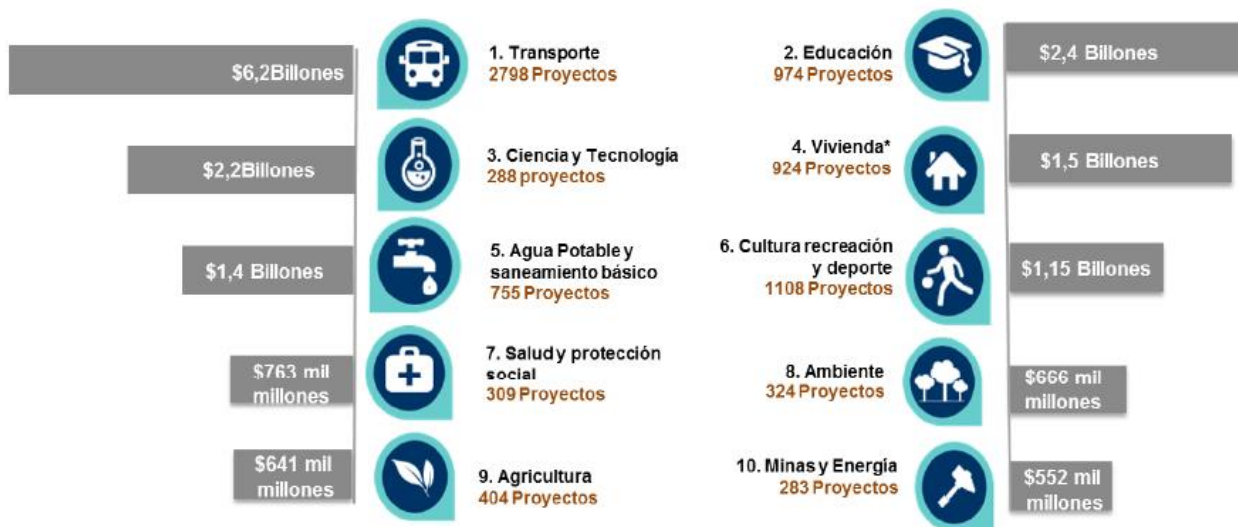 $6,2Billones
1. Transporte
2798 Proyectos
2. Educación
974 Proyectos
$2,4 Billones
$2,2Billones
3. Ciencia y Tecnología
288 proyectos
4. Vivienda*
924 Proyectos
$1,5 Billones
$1,4 Billones
5. Agua Potable y
saneamiento básico
755 Proyectos
6. Cultura recreación
y deporte
1108 Proyectos
$1,15 Billones
$763 mil
millones
7. Salud y protección
social
309 Proyectos
8. Ambiente
324 Proyectos
$666 mil
millones
$641 mil
millones
9. Agricultura
404 Proyectos
10. Minas y Energía
283 Proyectos
$552 mil
millones